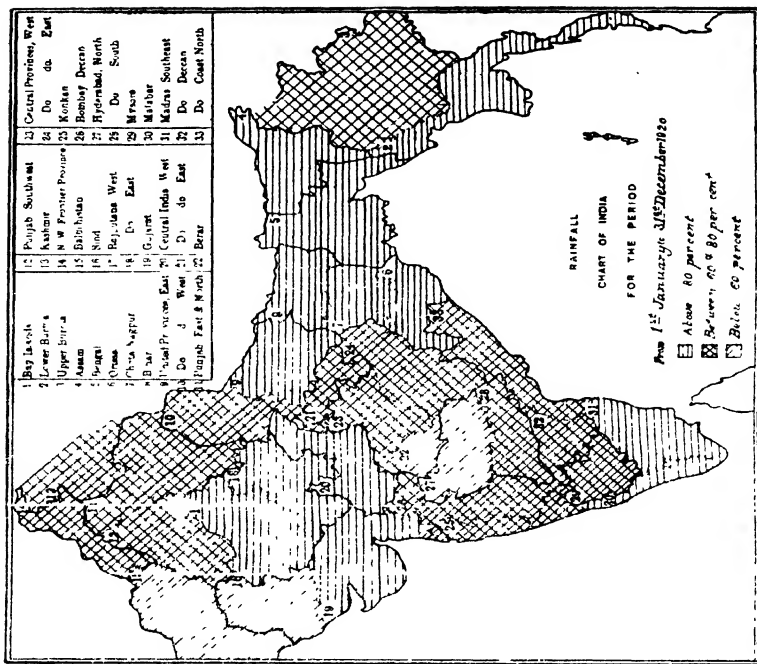 1 Bay Islands
2 Lower Burma
3 Upper Burma
4 Assam
5 Bengal
6 Orissa
7 Chota Nagpur
8 Bihar
9 United Provinces, East
10 Do d West
11 Punjab East & North
12 Punjab Southwest
13 Kashmir
14 N W Frontier Province
15 Baluchistan
16 Sind
17 Rajputana West
18 Do East
19 Gujarat
20 Central India West
21 Do do East
22 Berar
23 Central Provinces, West
24 Do do East
25 Konkan
26 Bombay Deccan
27 Hyderabad, North
28 Do South
29 Mysore
30 Malabar
31 Madras Southeast
32 Do Deccan
33 Do Coast North
RAINFALL
CHART OF INDIA
FOR THE PERIOD
From 1st January to 31st December 1920
Above 80 percent
Between 60 & 80 per cent
Below 60 percent